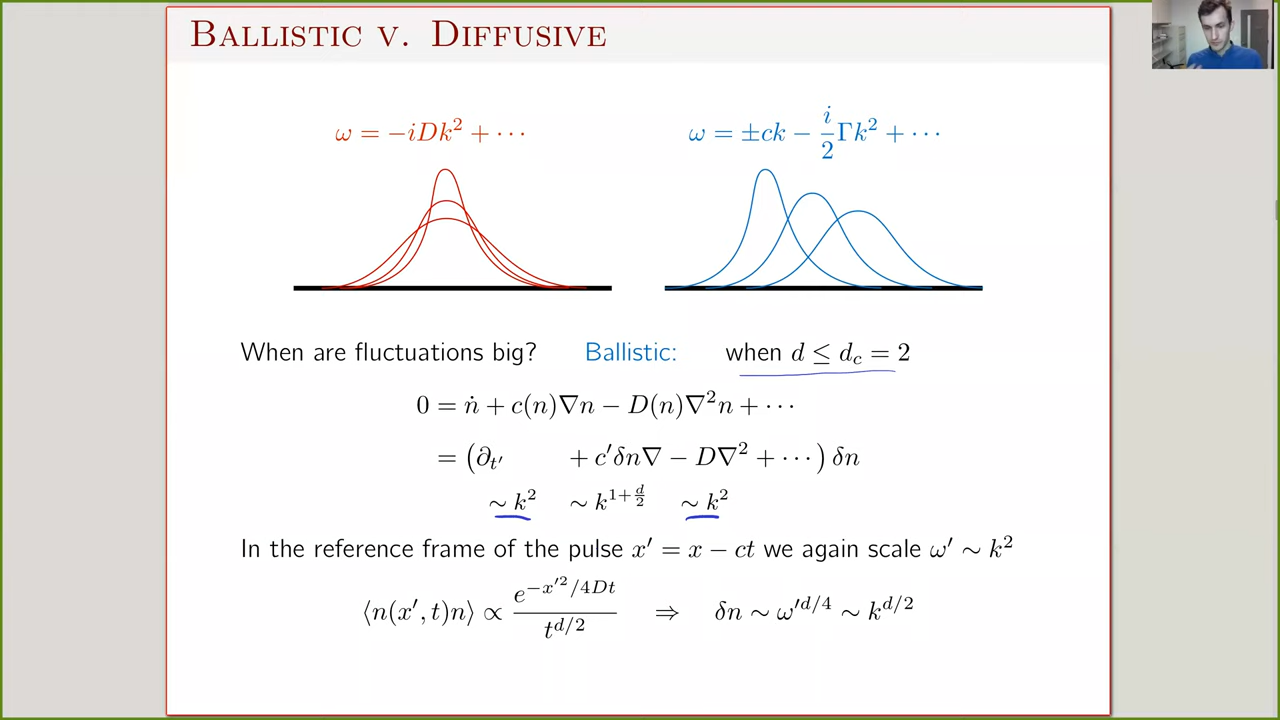 BALLISTIC V. DIFFUSIVE
ω = −iDk² + ···
ω = ±ck − i/2 Γk² + ···
When are fluctuations big? Ballistic: when d ≤ d_c = 2
0 = ṅ + c(n)∇n − D(n)∇²n + ···
= (∂_{t′} + c′δn∇ − D∇² + ···) δn
∼ k² ∼ k^{1+d/2} ∼ k²
In the reference frame of the pulse x′ = x − ct we again scale ω′ ∼ k²
⟨n(x′, t)n⟩ ∝ e^{−x′²/4Dt} / t^{d/2} ⇒ δn ∼ ω′^{d/4} ∼ k^{d/2}